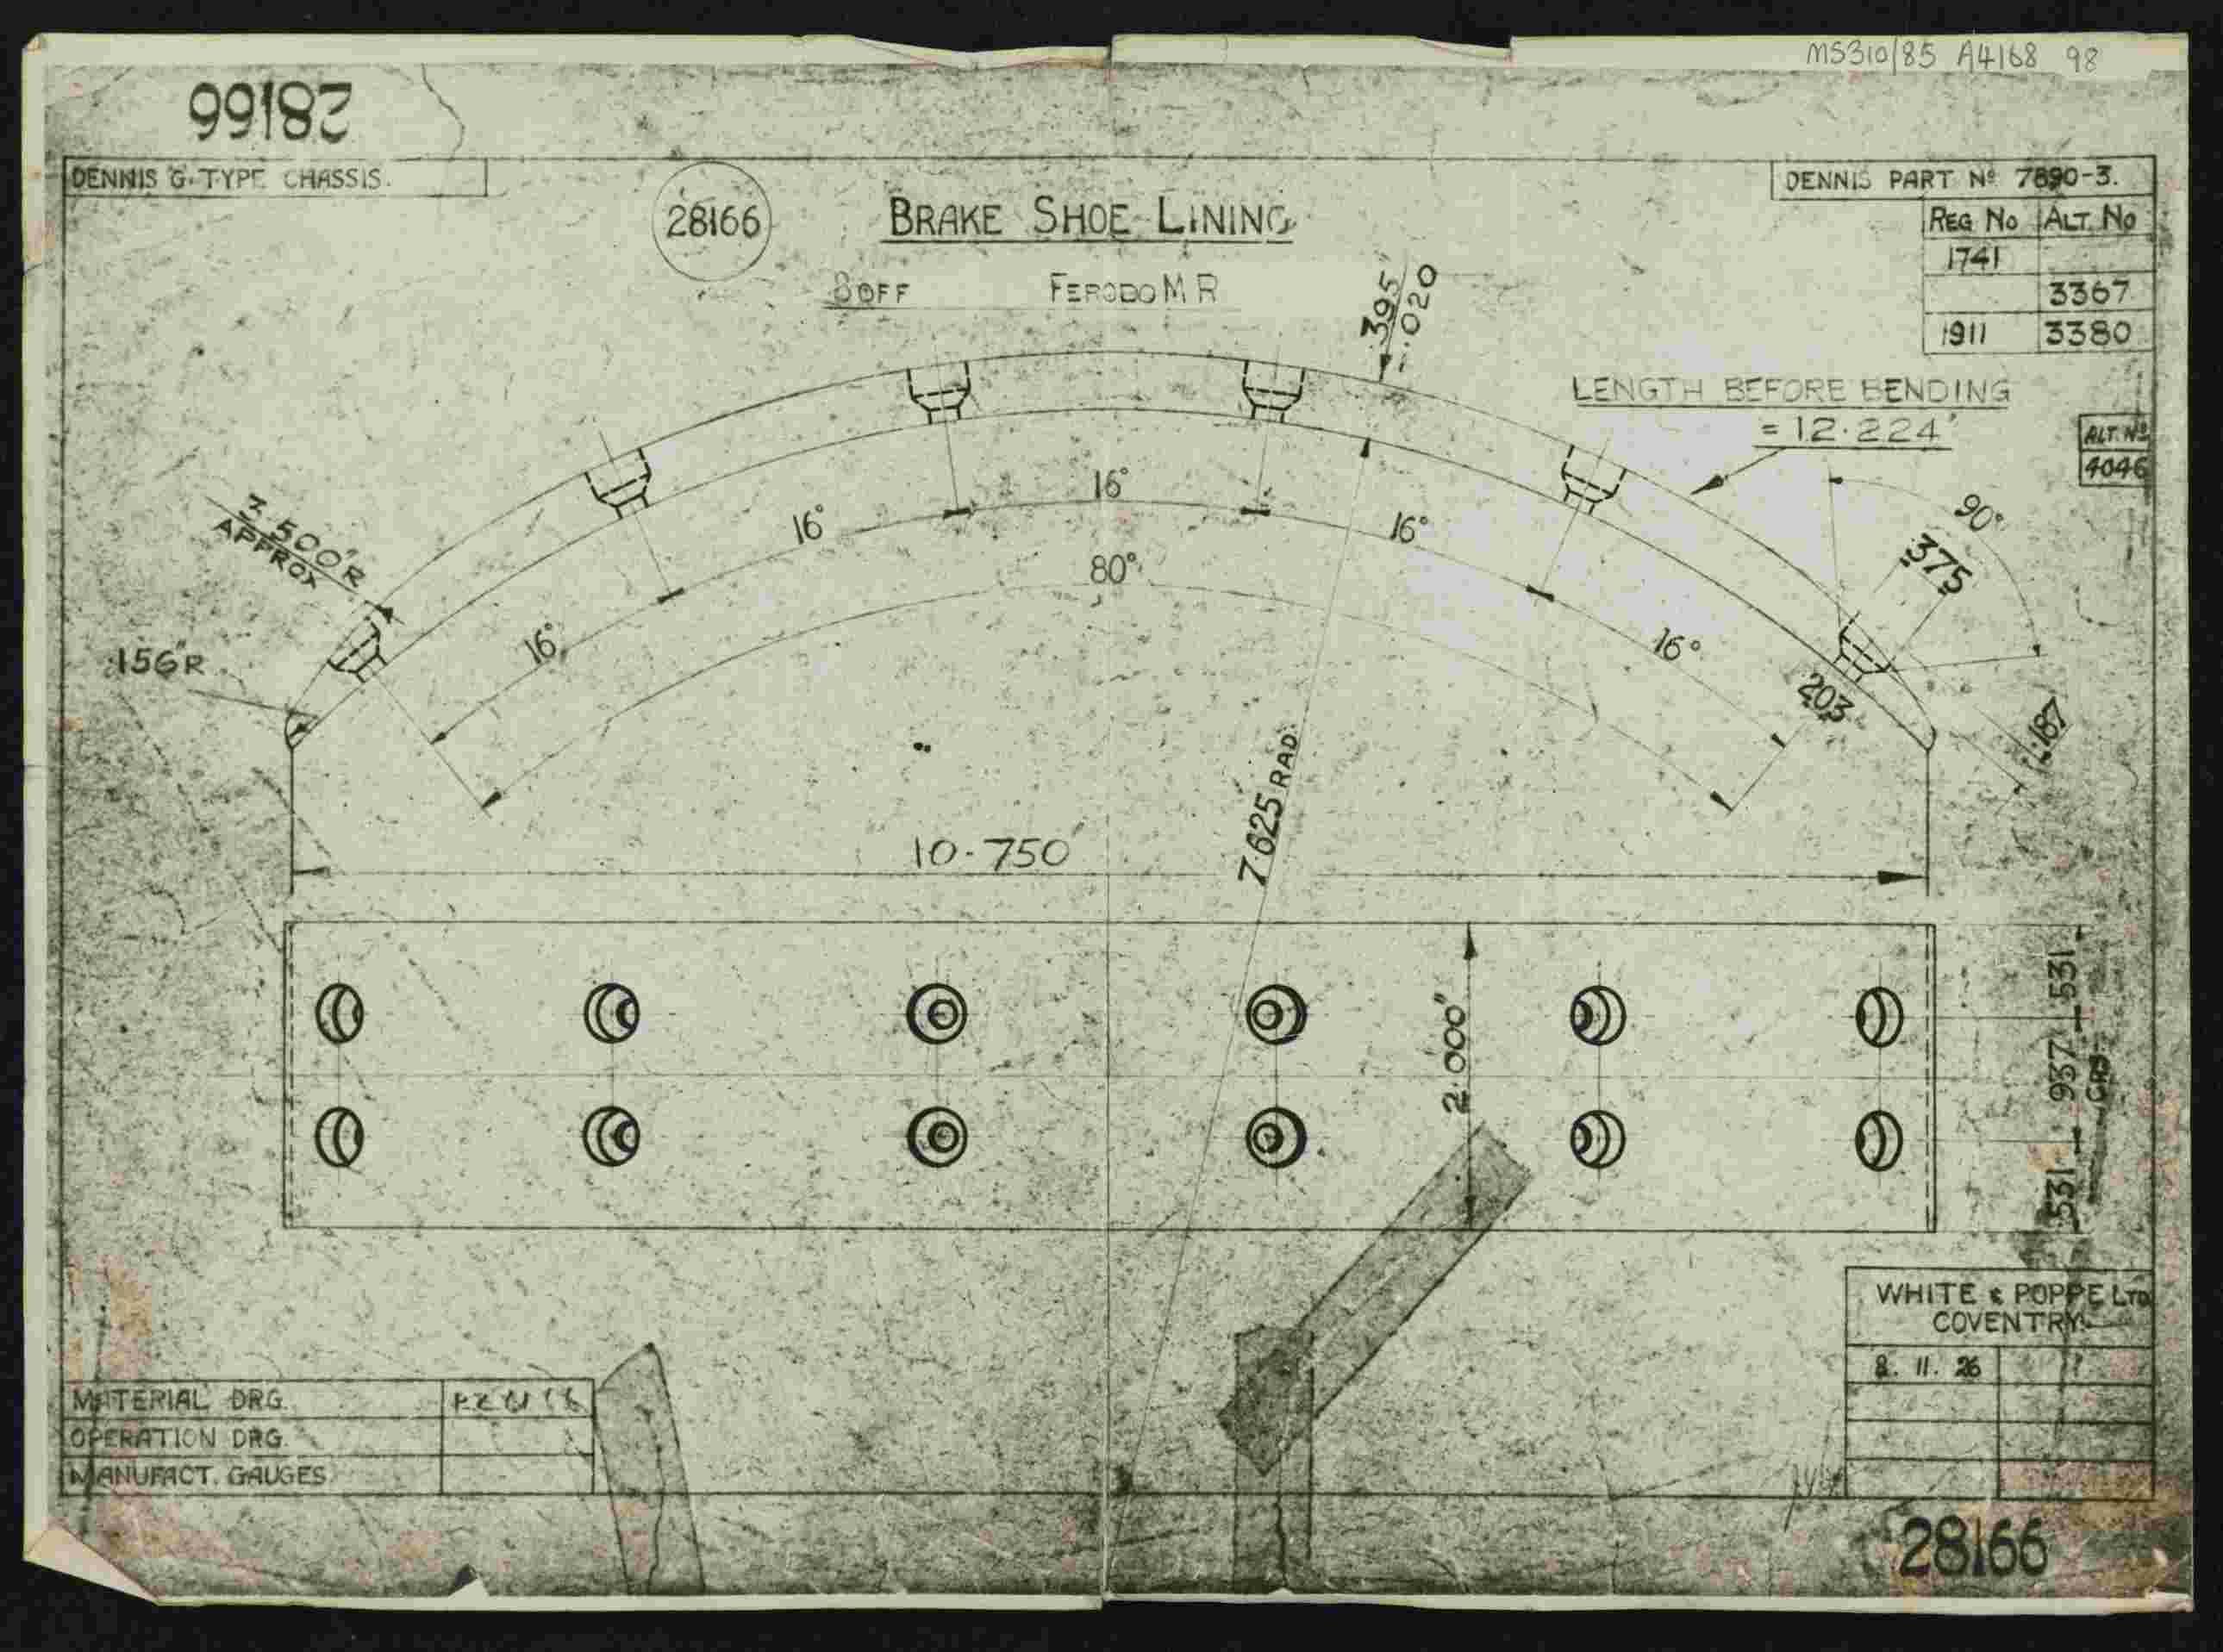 MS310/85 A4168 98
28166
DENNIS 'G' TYPE CHASSIS.
28166
BRAKE SHOE LINING
8 OFF FERODO M R
DENNIS PART Nº 7890-3.
REG No ALT. No
1741
3367
1911 3380
ALT. Nº
4046
.395"
.020
LENGTH BEFORE BENDING
= 12.224"
3.500"R
APPROX
.156"R
16°
16°
16°
16°
16°
80°
90°
.375
.203
.187
7.625 RAD.
10.750"
2.000"
.531
.937
CRS
.531
WHITE & POPPE LTD
COVENTRY.
8. 11. 26
MATERIAL DRG.
OPERATION DRG.
MANUFACT. GAUGES
28166